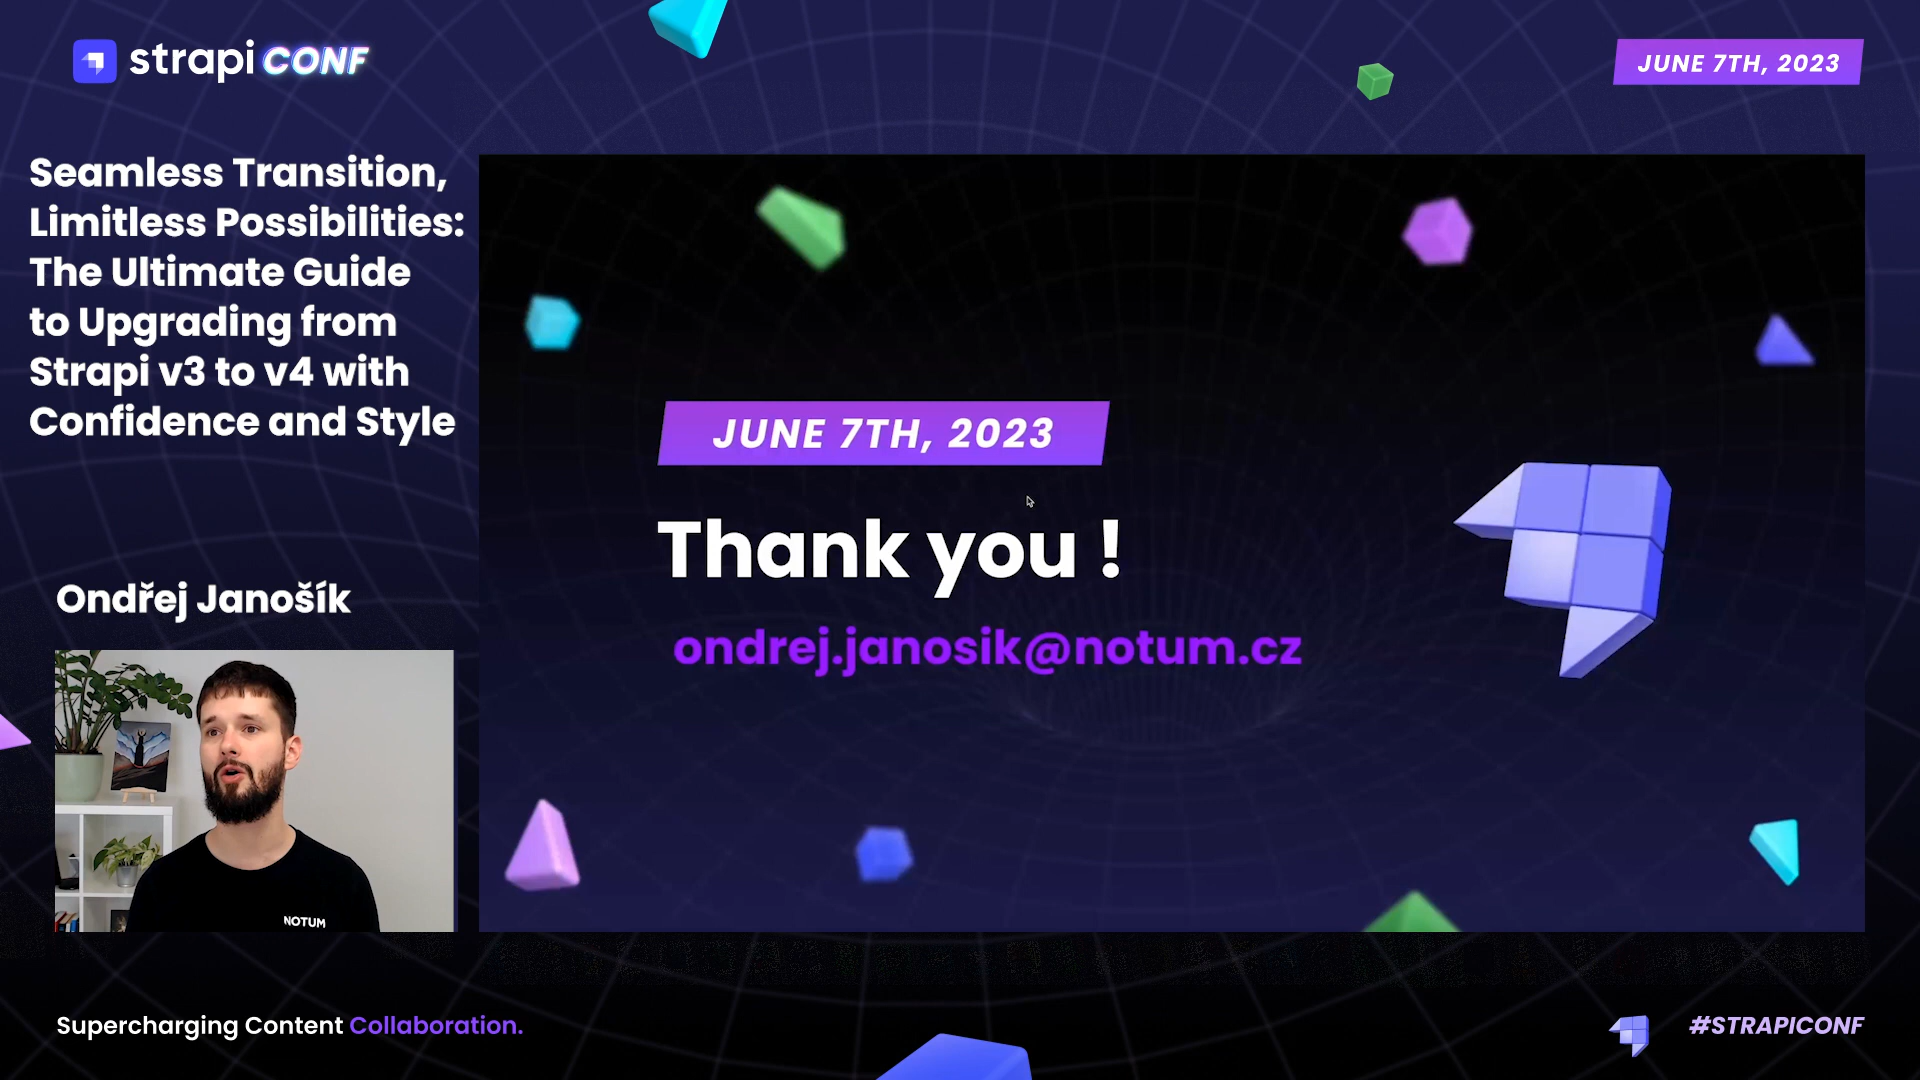 strapi CONF
JUNE 7TH, 2023
Seamless Transition,
Limitless Possibilities:
The Ultimate Guide
to Upgrading from
Strapi v3 to v4 with
Confidence and Style
JUNE 7TH, 2023
Thank you !
ondrej.janosik@notum.cz
Ondřej Janošík
NOTUM
Supercharging Content Collaboration.
#STRAPICONF